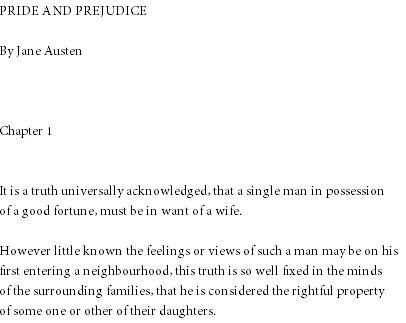 PRIDE AND PREJUDICE
By Jane Austen
Chapter 1
It is a truth universally acknowledged, that a single man in possession
of a good fortune, must be in want of a wife.
However little known the feelings or views of such a man may be on his
first entering a neighbourhood, this truth is so well fixed in the minds
of the surrounding families, that he is considered the rightful property
of some one or other of their daughters.